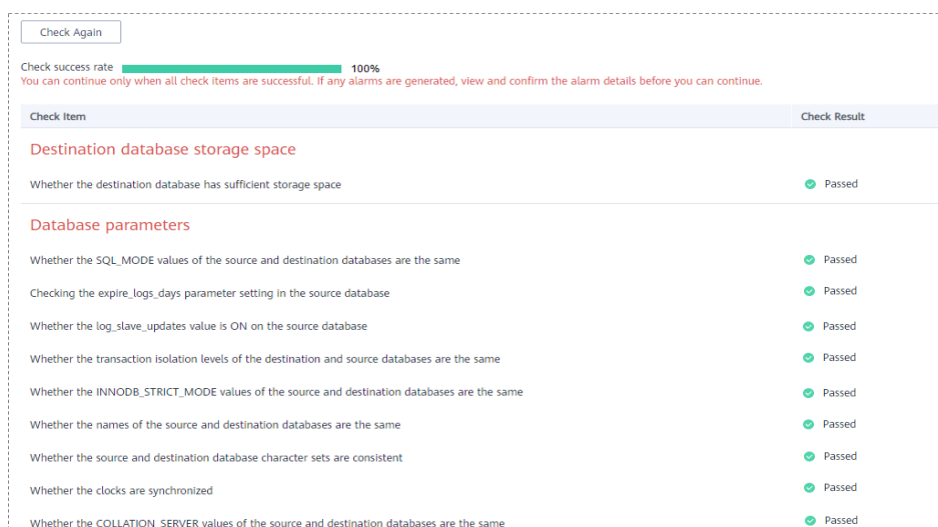 Check Again
Check success rate 100%
You can continue only when all check items are successful. If any alarms are generated, view and confirm the alarm details before you can continue.
Check Item Check Result
Destination database storage space
Whether the destination database has sufficient storage space Passed
Database parameters
Whether the SQL_MODE values of the source and destination databases are the same Passed
Checking the expire_logs_days parameter setting in the source database Passed
Whether the log_slave_updates value is ON on the source database Passed
Whether the transaction isolation levels of the destination and source databases are the same Passed
Whether the INNODB_STRICT_MODE values of the source and destination databases are the same Passed
Whether the names of the source and destination databases are the same Passed
Whether the source and destination database character sets are consistent Passed
Whether the clocks are synchronized Passed
Whether the COLLATION_SERVER values of the source and destination databases are the same Passed